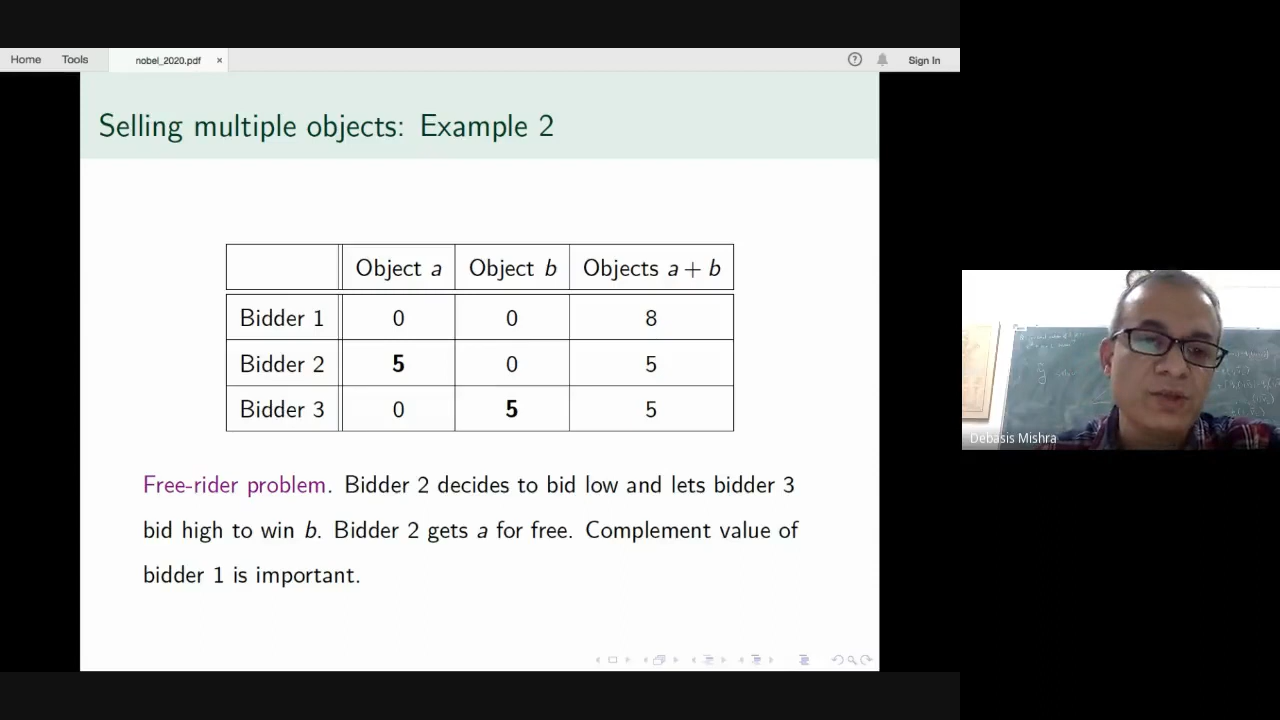 Home Tools nobel_2020.pdf × ? Sign In
Selling multiple objects: Example 2
Object a Object b Objects a + b
Bidder 1 0 0 8
Bidder 2 5 0 5
Bidder 3 0 5 5
Free-rider problem. Bidder 2 decides to bid low and lets bidder 3
bid high to win b. Bidder 2 gets a for free. Complement value of
bidder 1 is important.
Debasis Mishra